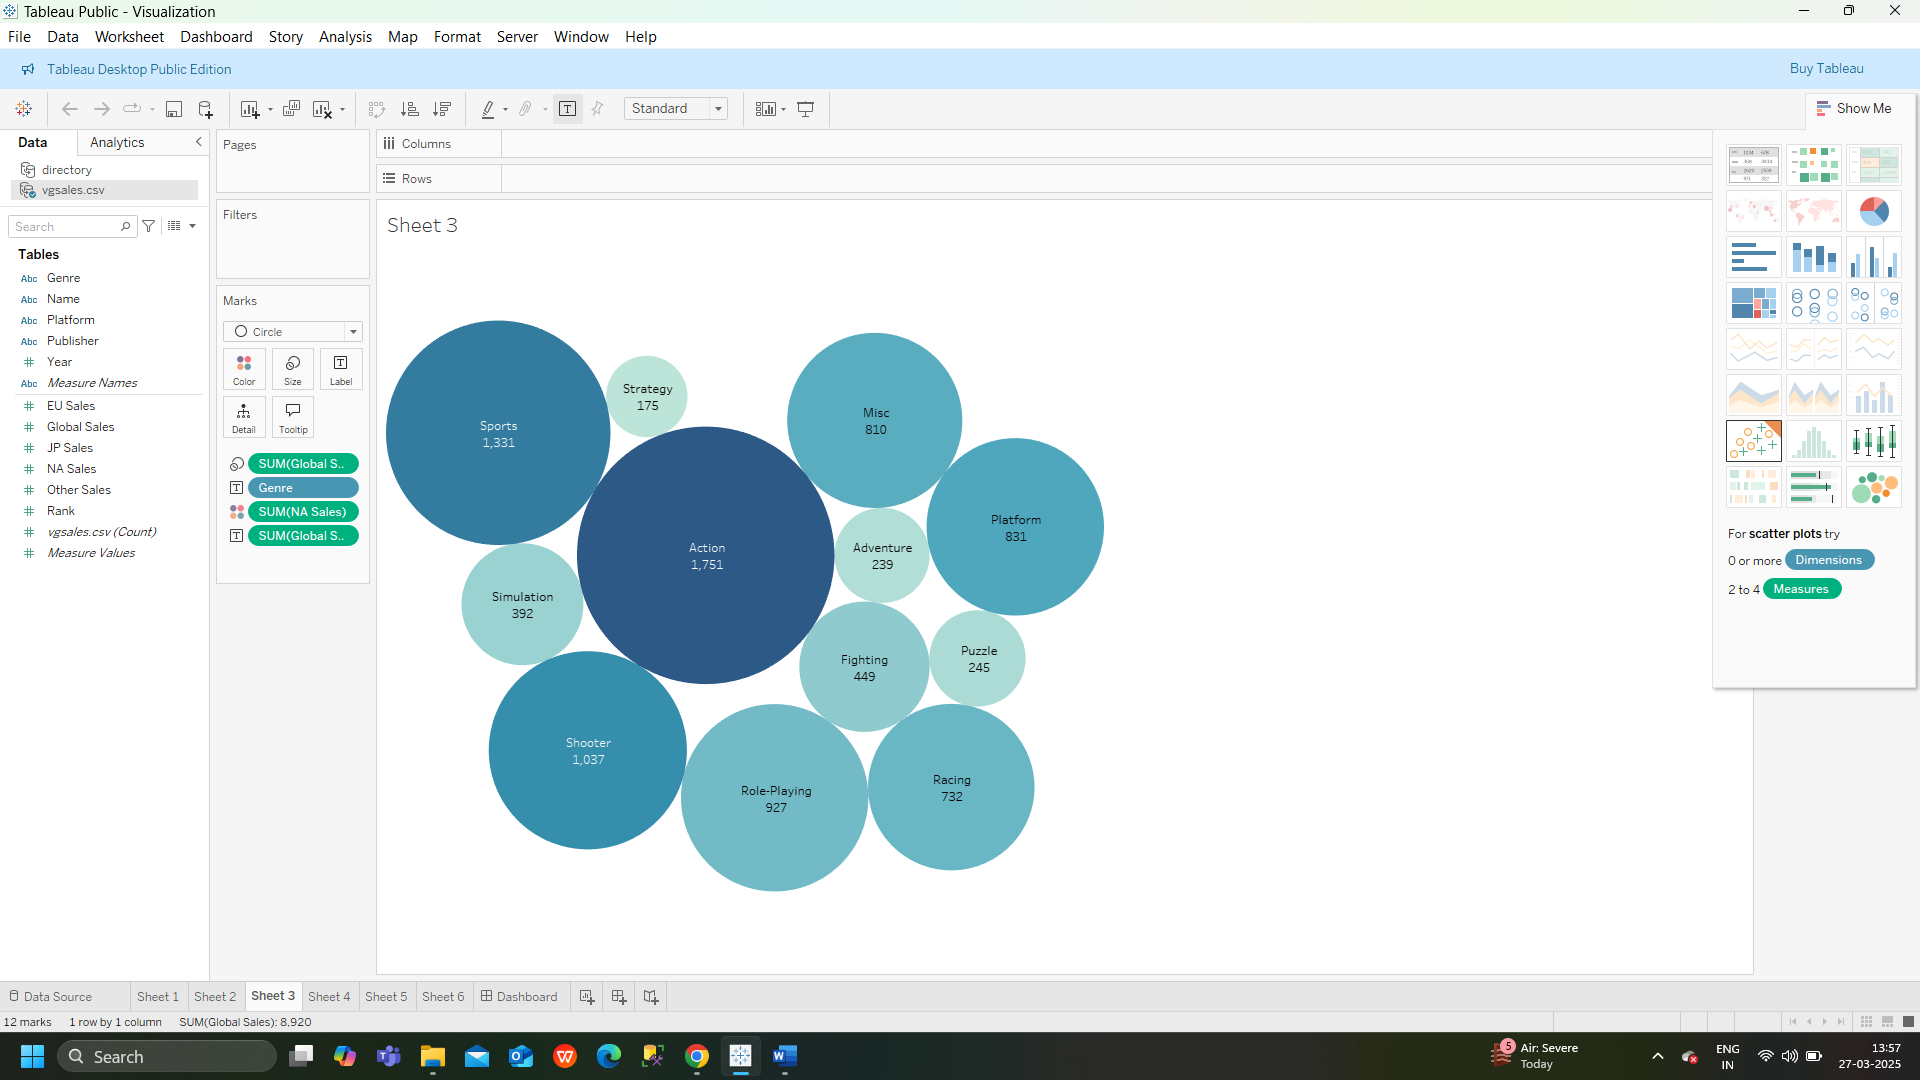 Tableau Public - Visualization
File Data Worksheet Dashboard Story Analysis Map Format Server Window Help
Tableau Desktop Public Edition
Buy Tableau
Standard
Show Me
Data
Analytics
directory
vgsales.csv
Search
Tables
Abc Genre
Abc Name
Abc Platform
Abc Publisher
# Year
Abc Measure Names
# EU Sales
# Global Sales
# JP Sales
# NA Sales
# Other Sales
# Rank
# vgsales.csv (Count)
# Measure Values
Pages
Filters
Marks
Circle
Color
Size
Label
Detail
Tooltip
SUM(Global S..
Genre
SUM(NA Sales)
SUM(Global S..
Columns
Rows
Sheet 3
Sports
1,331
Strategy
175
Misc
810
Platform
831
Action
1,751
Adventure
239
Simulation
392
Fighting
449
Puzzle
245
Shooter
1,037
Role-Playing
927
Racing
732
For scatter plots try
0 or more Dimensions
2 to 4 Measures
Data Source
Sheet 1
Sheet 2
Sheet 3
Sheet 4
Sheet 5
Sheet 6
Dashboard
12 marks
1 row by 1 column
SUM(Global Sales): 8,920
Search
5
Air: Severe
Today
ENG
IN
13:57
27-03-2025